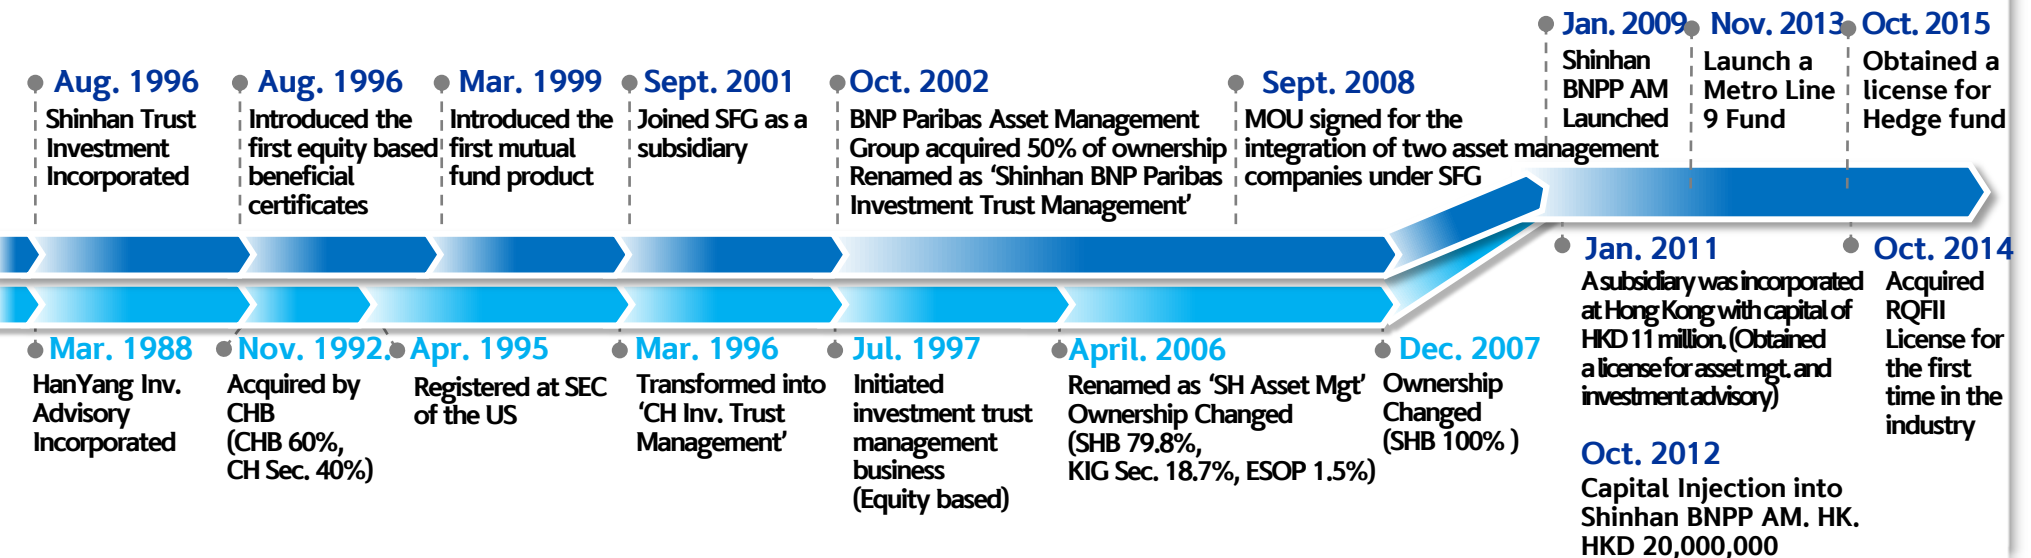 Aug. 1996
Shinhan Trust
Investment
Incorporated
Aug. 1996
Introduced the
first equity based
beneficial
certificates
Mar. 1999
Introduced the
first mutual
fund product
Sept. 2001
Joined SFG as a
subsidiary
Oct. 2002
BNP Paribas Asset Management
Group acquired 50% of ownership
Renamed as ‘Shinhan BNP Paribas
Investment Trust Management’
Sept. 2008
MOU signed for the
integration of two asset management
companies under SFG
Jan. 2009
Shinhan
BNPP AM
Launched
Nov. 2013
Launch a
Metro Line
9 Fund
Oct. 2015
Obtained a
license for
Hedge fund
Mar. 1988
HanYang Inv.
Advisory
Incorporated
Nov. 1992.
Acquired by
CHB
(CHB 60%,
CH Sec. 40%)
Apr. 1995
Registered at SEC
of the US
Mar. 1996
Transformed into
‘CH Inv. Trust
Management’
Jul. 1997
Initiated
investment trust
management
business
(Equity based)
April. 2006
Renamed as ‘SH Asset Mgt’
Ownership Changed
(SHB 79.8%,
KIG Sec. 18.7%, ESOP 1.5%)
Dec. 2007
Ownership
Changed
(SHB 100% )
Jan. 2011
A subsidiary was incorporated
at Hong Kong with capital of
HKD 11 million. (Obtained
a license for asset mgt. and
investment advisory)
Oct. 2012
Capital Injection into
Shinhan BNPP AM. HK.
HKD 20,000,000
Oct. 2014
Acquired
RQFII
License for
the first
time in the
industry